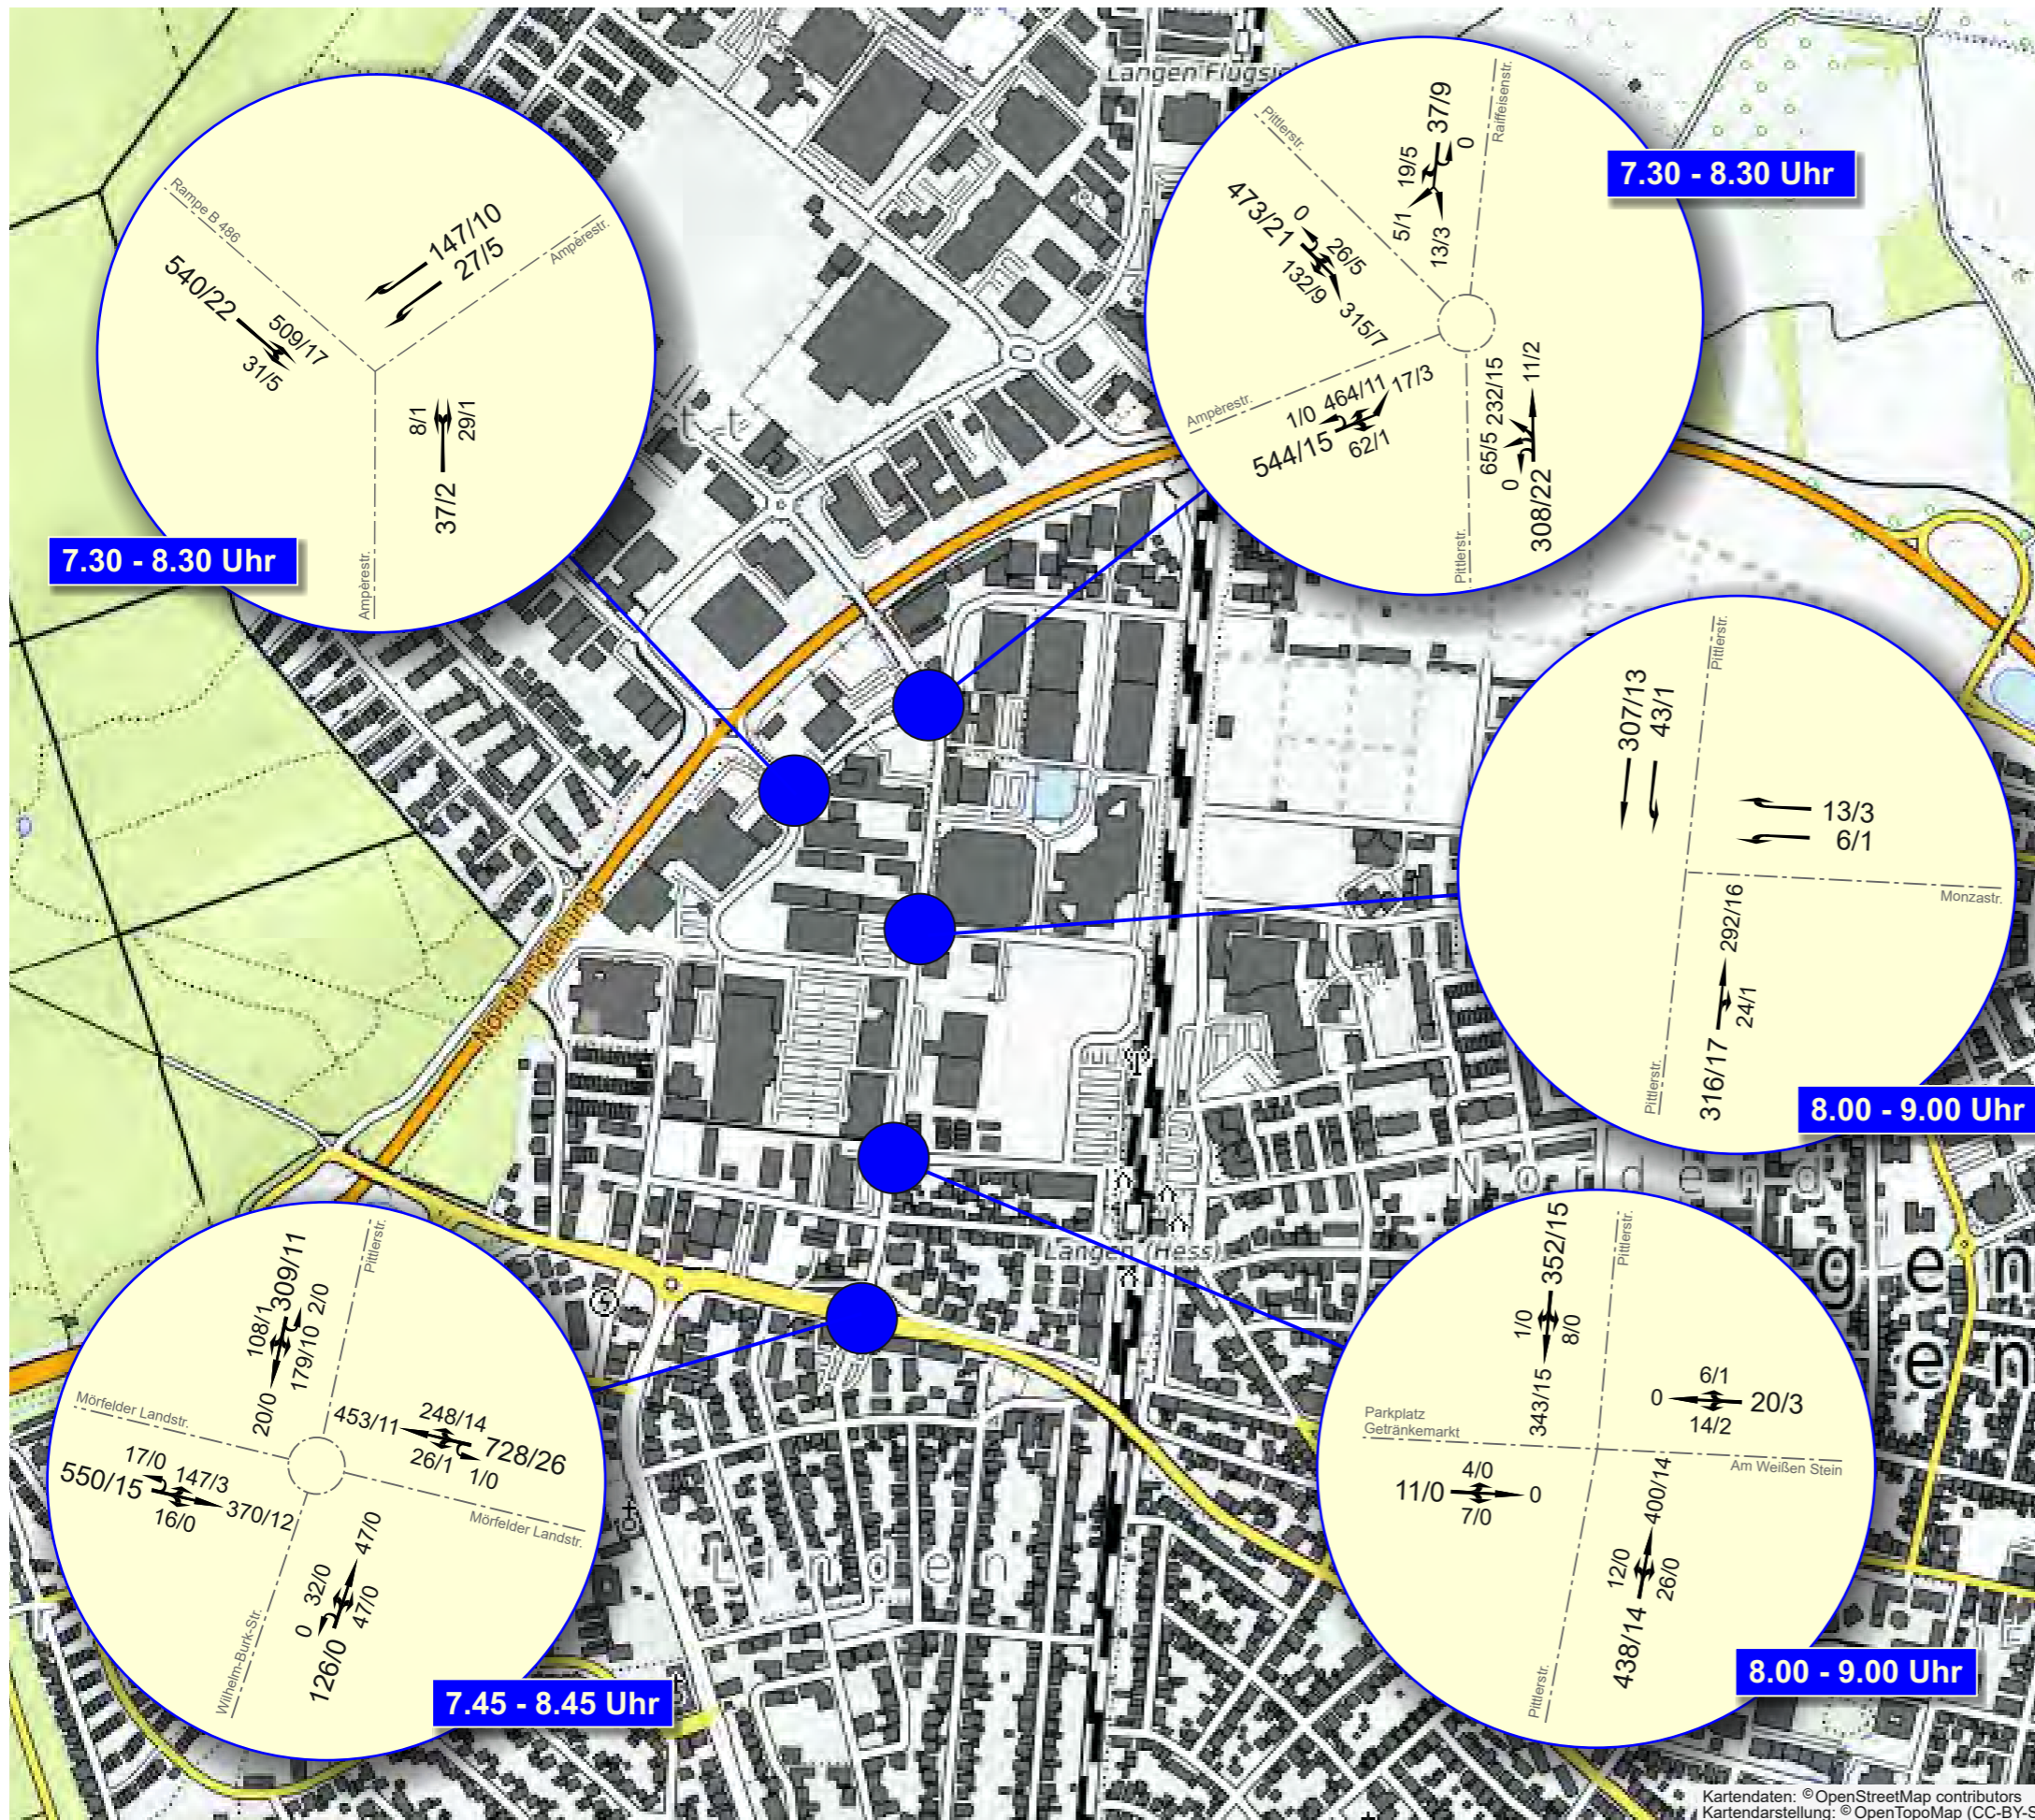 Langen Flugsic
7.30 - 8.30 Uhr
Rampe B 486
Ampèrestr.
147/10
27/5
540/22
509/17
31/5
8/1
29/1
37/2
Ampèrestr.
7.30 - 8.30 Uhr
Pittlerstr.
Raiffeisenstr.
37/9
19/5
0
5/1
13/3
473/21
0
26/5
132/9
315/7
Ampèrestr.
1/0
464/11
17/3
544/15
62/1
65/5
232/15
11/2
0
308/22
Pittlerstr.
Pittlerstr.
307/13
43/1
13/3
6/1
Monzastr.
292/16
24/1
316/17
Pittlerstr.
8.00 - 9.00 Uhr
Nordumgehung
Nordend
Langen (Hess)
gen
en
Linden
Pittlerstr.
309/11
108/1
2/0
179/10
20/0
Mörfelder Landstr.
453/11
248/14
728/26
26/1
1/0
17/0
147/3
550/15
370/12
16/0
Mörfelder Landstr.
47/0
32/0
0
47/0
126/0
Wilhelm-Burk-Str.
7.45 - 8.45 Uhr
352/15
Pittlerstr.
1/0
8/0
343/15
6/1
0
20/3
14/2
Parkplatz
Getränkemarkt
Am Weißen Stein
4/0
11/0
0
7/0
400/14
12/0
26/0
438/14
Pittlerstr.
8.00 - 9.00 Uhr
Kartendaten: © OpenStreetMap contributors
Kartendarstellung: © OpenTopoMap (CC-BY-